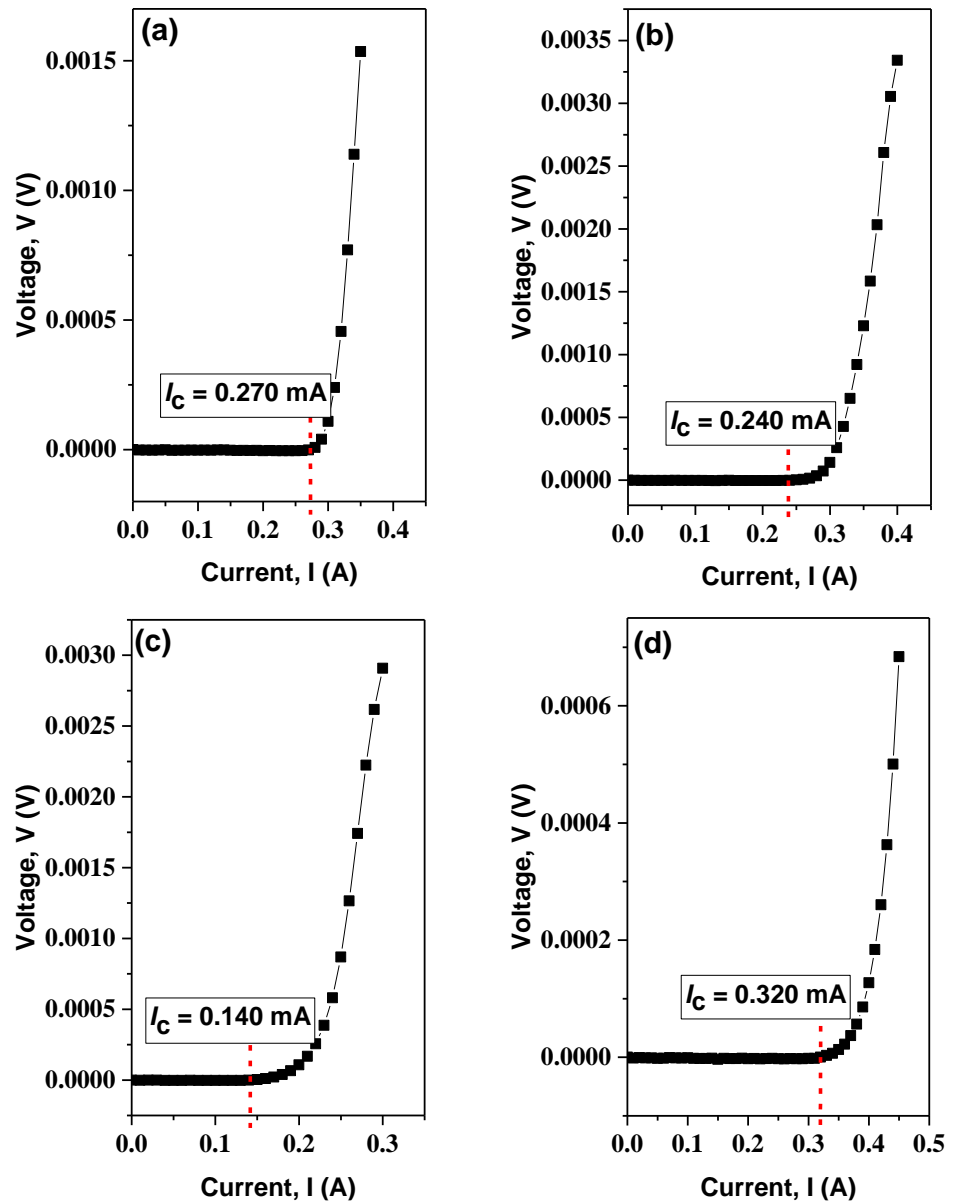 (a)
0.0015
0.0010
0.0005
0.0000
Voltage, V (V)
Ic = 0.270 mA
0.0 0.1 0.2 0.3 0.4
Current, I (A)
(b)
0.0035
0.0030
0.0025
0.0020
0.0015
0.0010
0.0005
0.0000
Voltage, V (V)
Ic = 0.240 mA
0.0 0.1 0.2 0.3 0.4
Current, I (A)
(c)
0.0030
0.0025
0.0020
0.0015
0.0010
0.0005
0.0000
Voltage, V (V)
Ic = 0.140 mA
0.0 0.1 0.2 0.3
Current, I (A)
(d)
0.0006
0.0004
0.0002
0.0000
Voltage, V (V)
Ic = 0.320 mA
0.0 0.1 0.2 0.3 0.4 0.5
Current, I (A)